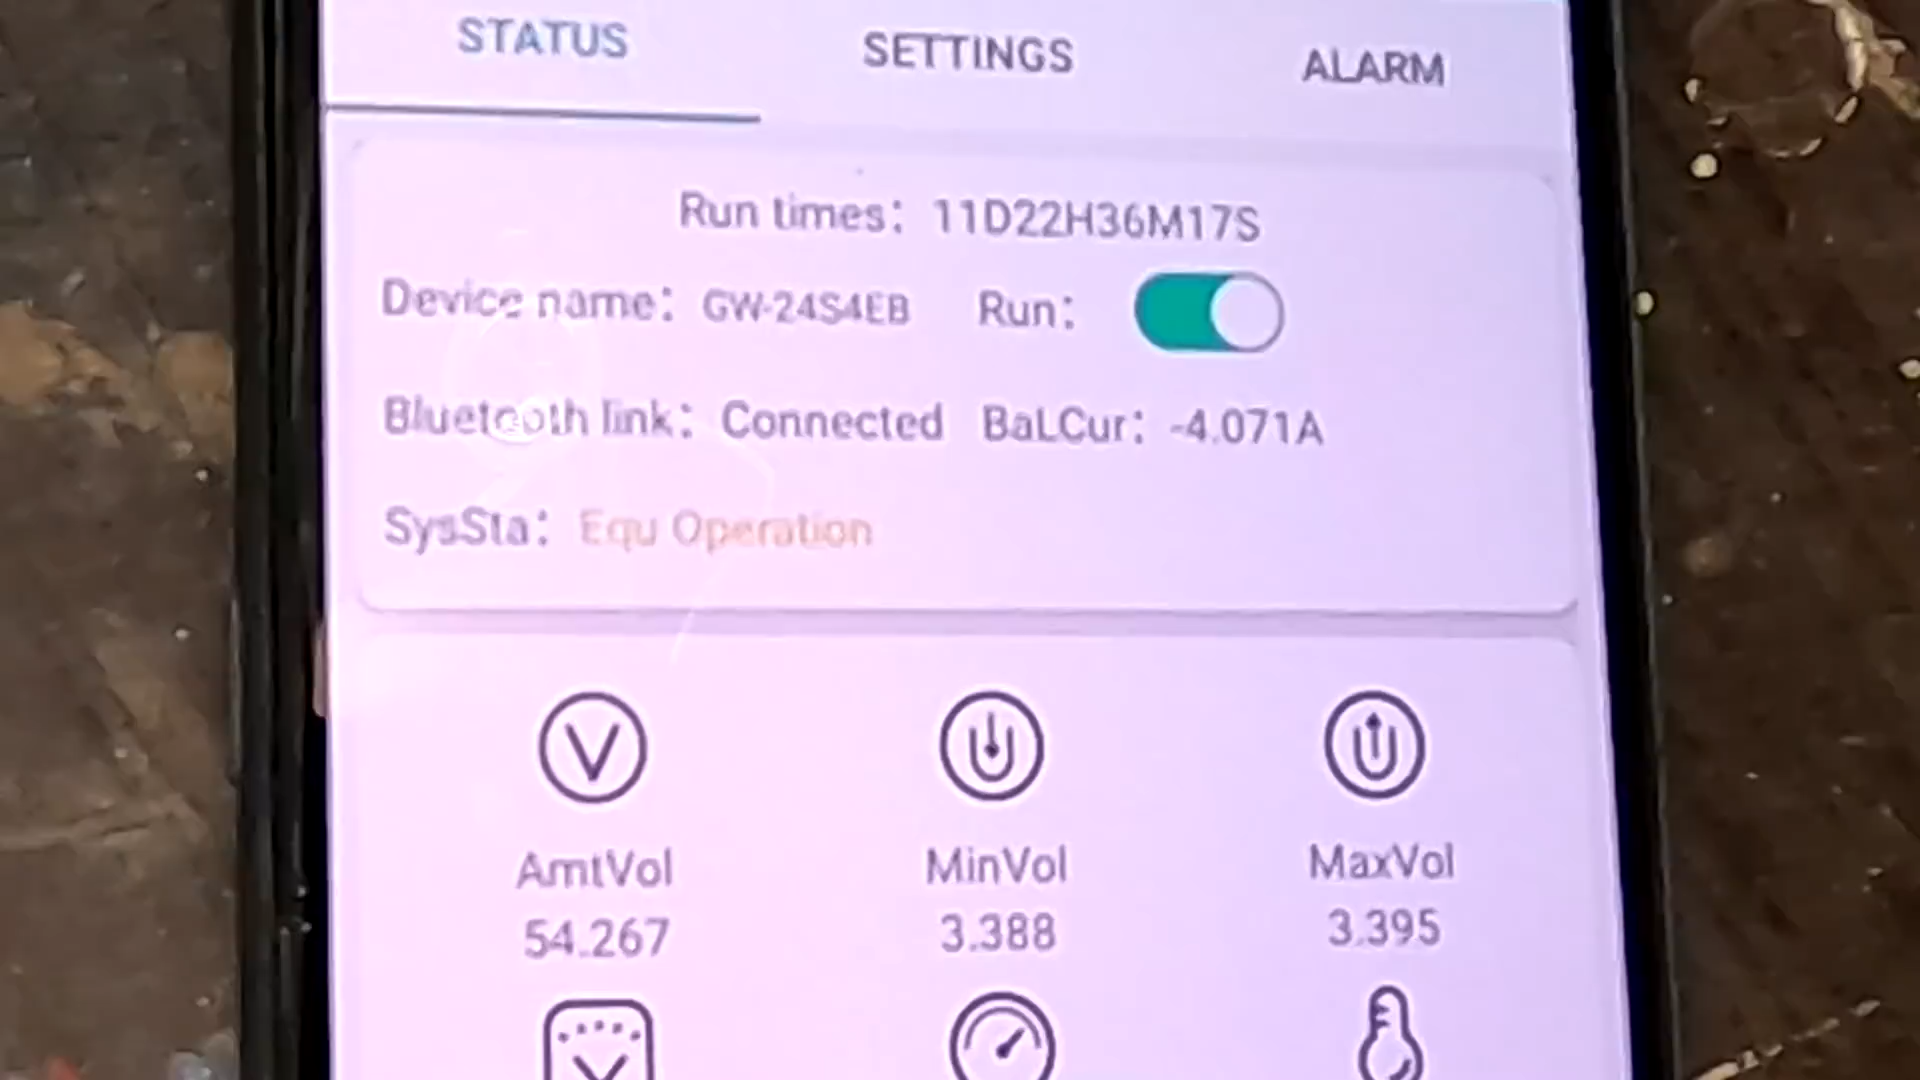 STATUS SETTINGS ALARM
Run times: 11D22H36M17S
Device name: GW-24S4EB Run:
Bluetooth link: Connected BaLCur: -4.071A
SysSta: Equ Operation
AmtVol MinVol MaxVol
54.267 3.388 3.395